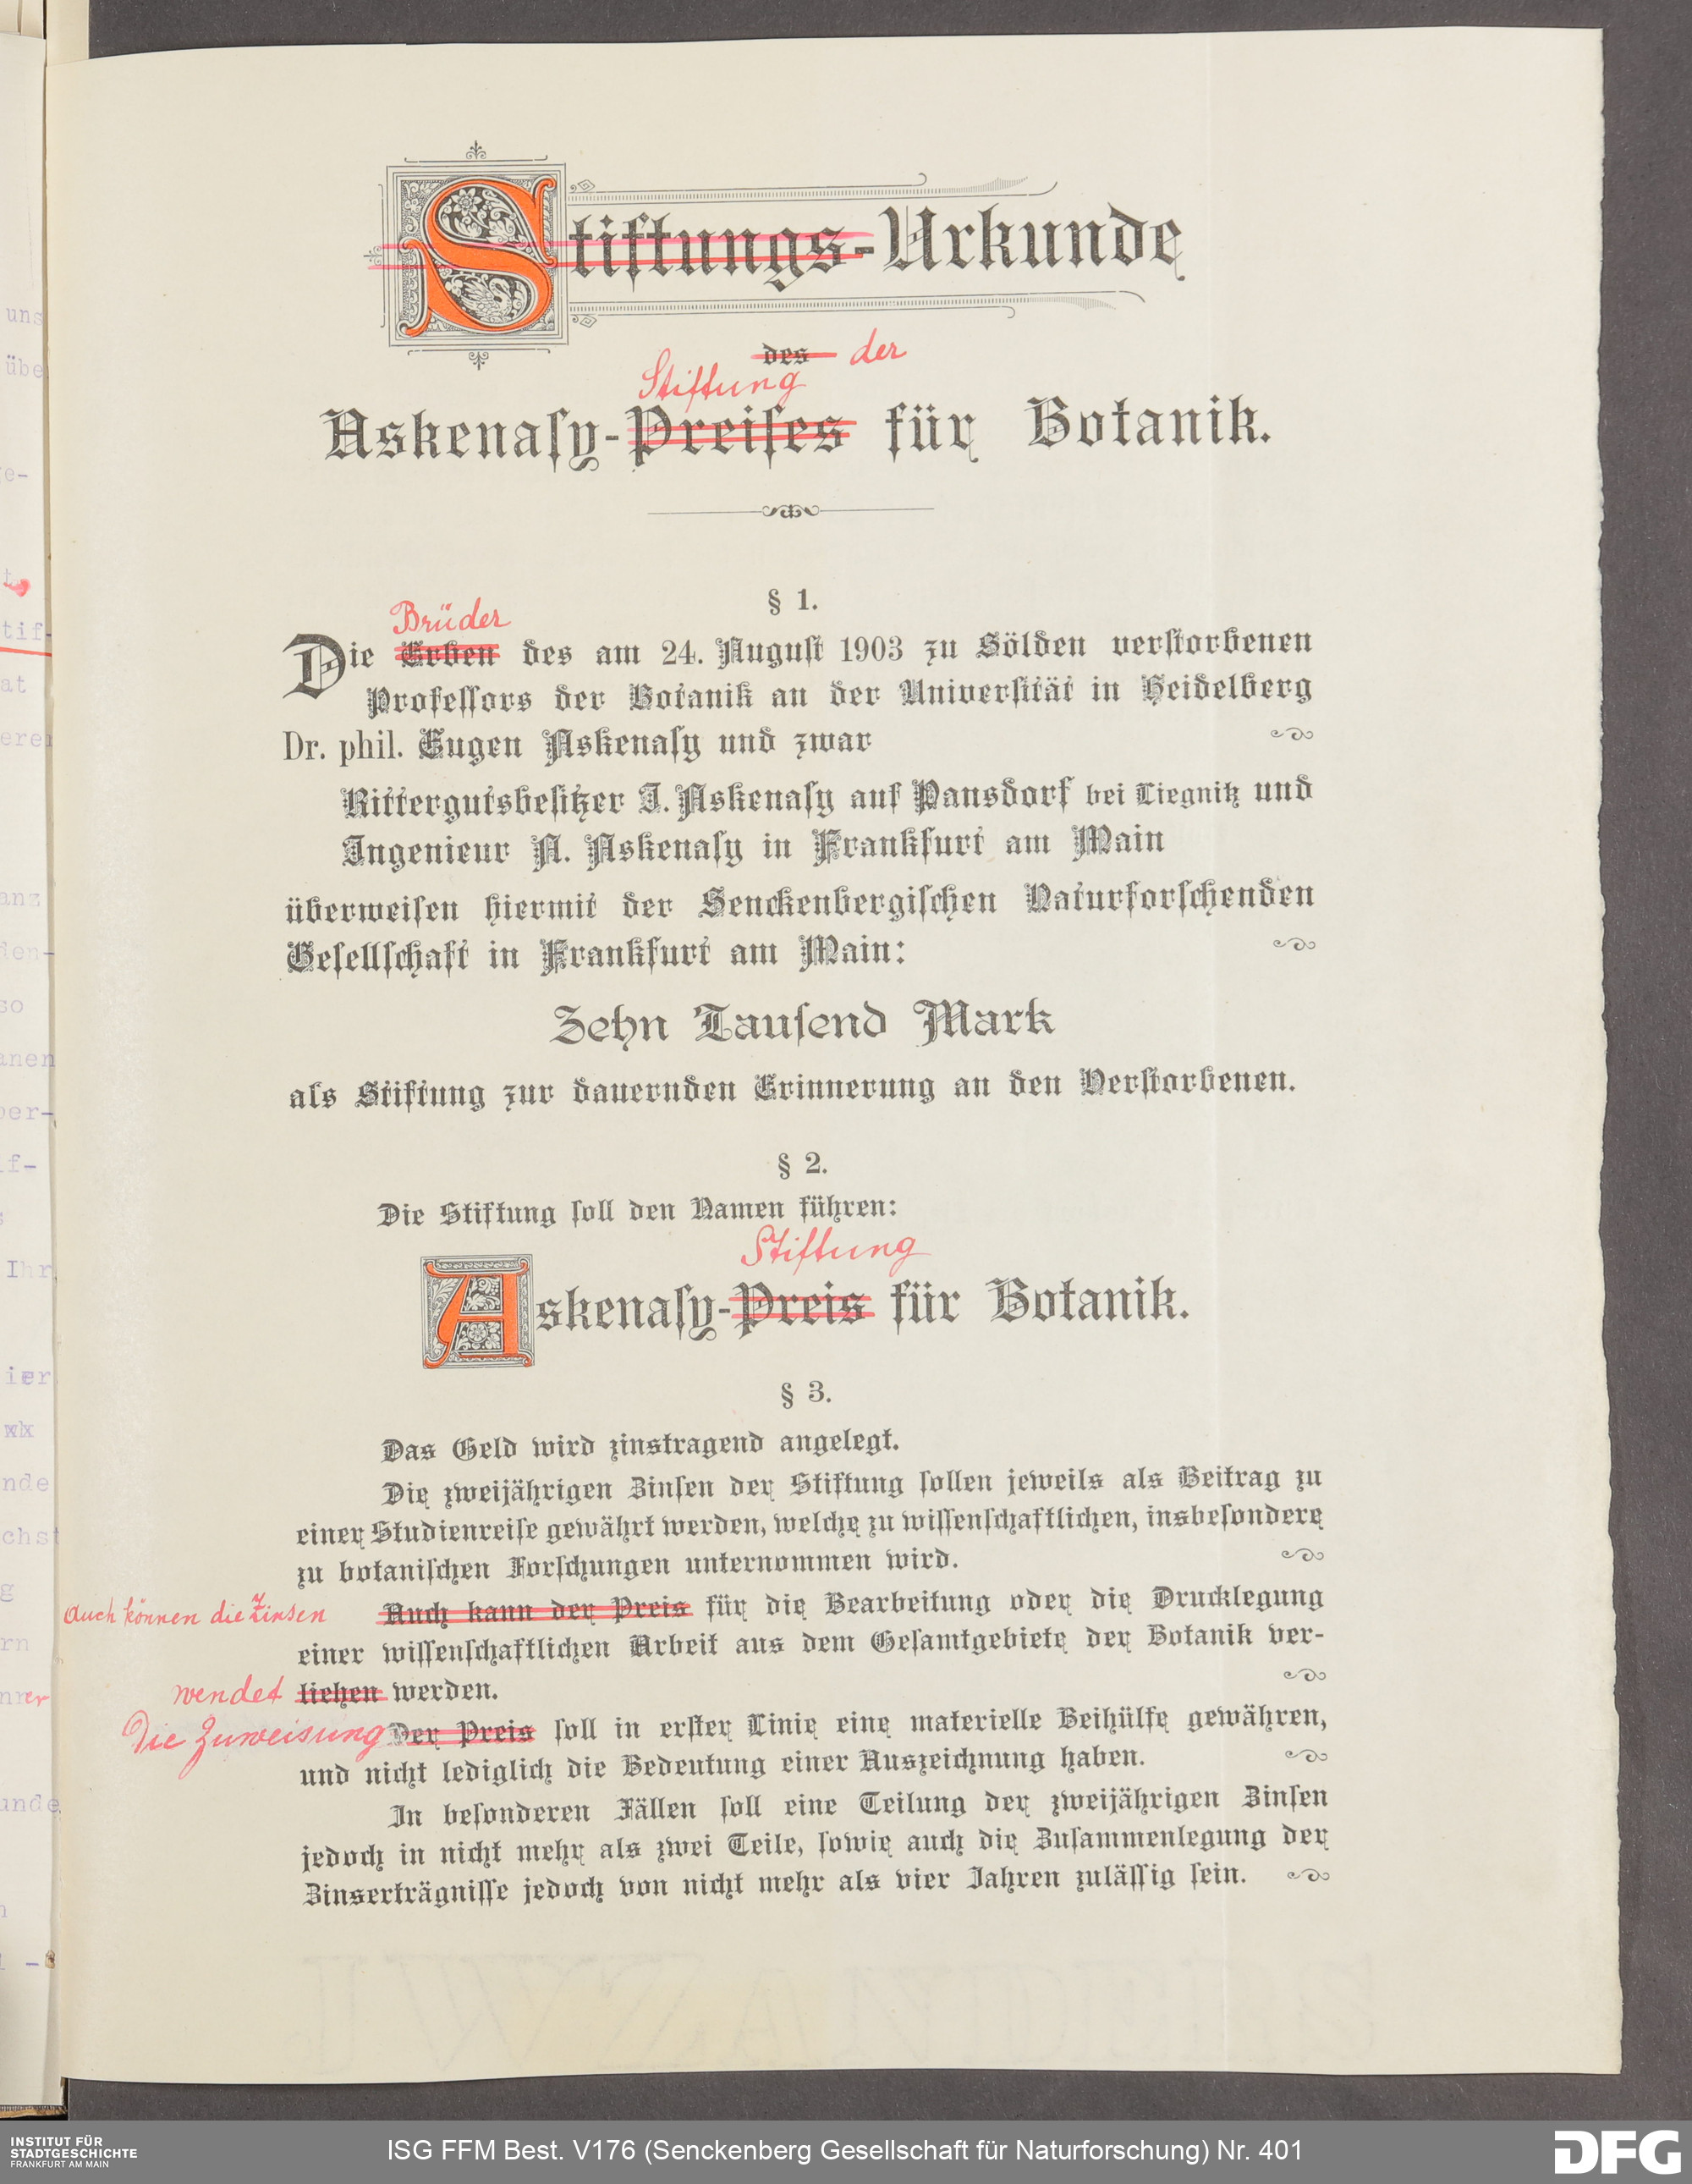 Stiftungs-Urkunde
des der
Stiftung
Askenaſy-Preiſes für Botanik.
§ 1.
Brüder
Die Erben des am 24. Auguſt 1903 zu Sölden verſtorbenen
Profeſſors der Botanik an der Univerſität in Heidelberg
Dr. phil. Eugen Askenaſy und zwar
Rittergutsbeſitzer I. Askenaſy auf Pansdorf bei Liegnitz und
Ingenieur A. Askenaſy in Frankfurt am Main
überweiſen hiermit der Senckenbergiſchen Naturforſchenden
Geſellſchaft in Frankfurt am Main:
Zehn Tauſend Mark
als Stiftung zur dauernden Erinnerung an den Verſtorbenen.
§ 2.
Die Stiftung ſoll den Namen führen:
Stiftung
Askenaſy-Preis für Botanik.
§ 3.
Das Geld wird zinstragend angelegt.
Die zweijährigen Zinſen der Stiftung ſollen jeweils als Beitrag zu
einer Studienreiſe gewährt werden, welche zu wiſſenſchaftlichen, insbeſondere
zu botaniſchen Forſchungen unternommen wird.
Auch können die Zinsen Auch kann der Preis für die Bearbeitung oder die Drucklegung
einer wiſſenſchaftlichen Arbeit aus dem Geſamtgebiete der Botanik ver-
wendet liehen werden.
Die Zuweisung Der Preis ſoll in erſter Linie eine materielle Beihülfe gewähren,
und nicht lediglich die Bedeutung einer Auszeichnung haben.
In beſonderen Fällen ſoll eine Teilung der zweijährigen Zinſen
jedoch in nicht mehr als zwei Teile, ſowie auch die Zuſammenlegung der
Zinserträgniſſe jedoch von nicht mehr als vier Jahren zuläſſig ſein.
INSTITUT FÜR
STADTGESCHICHTE
FRANKFURT AM MAIN
ISG FFM Best. V176 (Senckenberg Gesellschaft für Naturforschung) Nr. 401
DFG